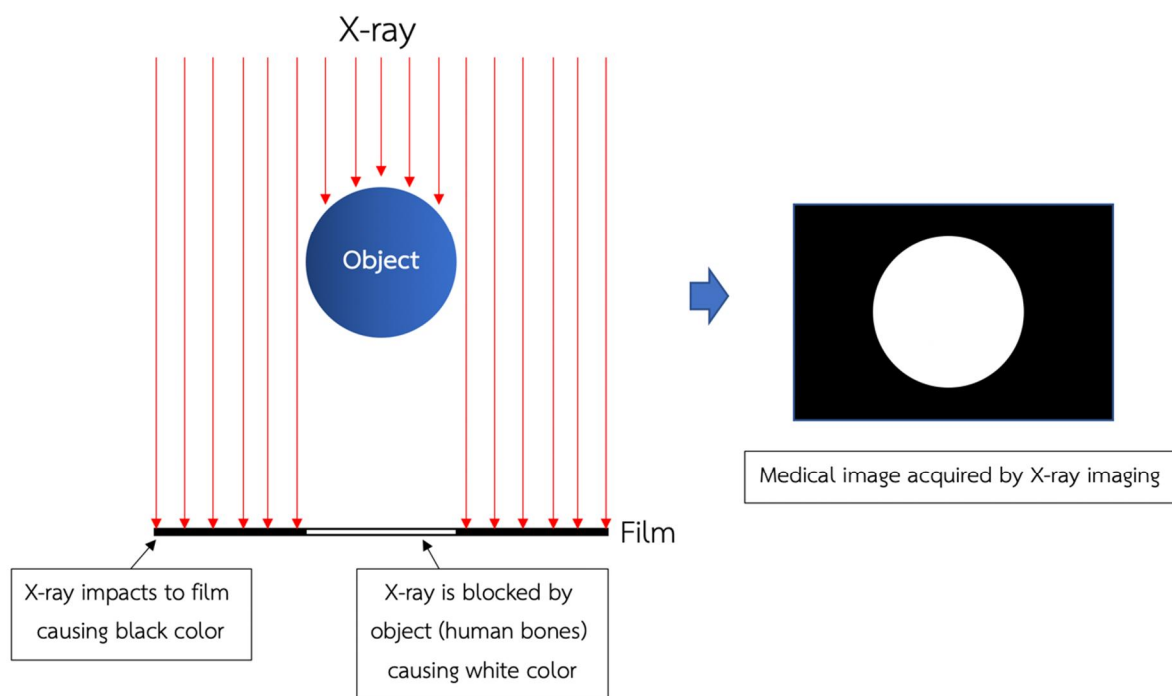 X-ray
Object
Film
X-ray impacts to film
causing black color
X-ray is blocked by
object (human bones)
causing white color
Medical image acquired by X-ray imaging